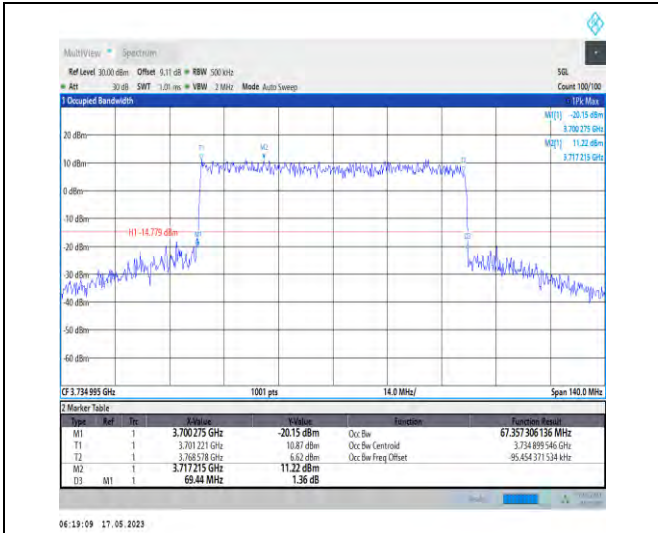 MultiView Spectrum
Ref Level 30.00 dBm Offset 9.11 dB RBW 500 kHz SGL
Att 30 dB SWT 1.01 ms VBW 2 MHz Mode Auto Sweep Count 100/100
1 Occupied Bandwidth 1Pk Max
M1[1] -20.15 dBm
3.700 275 GHz
M2[1] 11.22 dBm
3.717 215 GHz
20 dBm
T1 M2 T2
10 dBm
0 dBm
-10 dBm
H1 -14.779 dBm
M1 D3
-20 dBm
-30 dBm
-40 dBm
-50 dBm
-60 dBm
CF 3.734 995 GHz 1001 pts 14.0 MHz/ Span 140.0 MHz
2 Marker Table
Type Ref Trc X-Value Y-Value Function Function Result
M1 1 3.700 275 GHz -20.15 dBm Occ Bw 67.357 306 136 MHz
T1 1 3.701 221 GHz 10.87 dBm Occ Bw Centroid 3.734 899 546 GHz
T2 1 3.768 578 GHz 6.62 dBm Occ Bw Freq Offset -95.454 371 534 kHz
M2 1 3.717 215 GHz 11.22 dBm
D3 M1 1 69.44 MHz 1.36 dB
06:19:09 17.05.2023